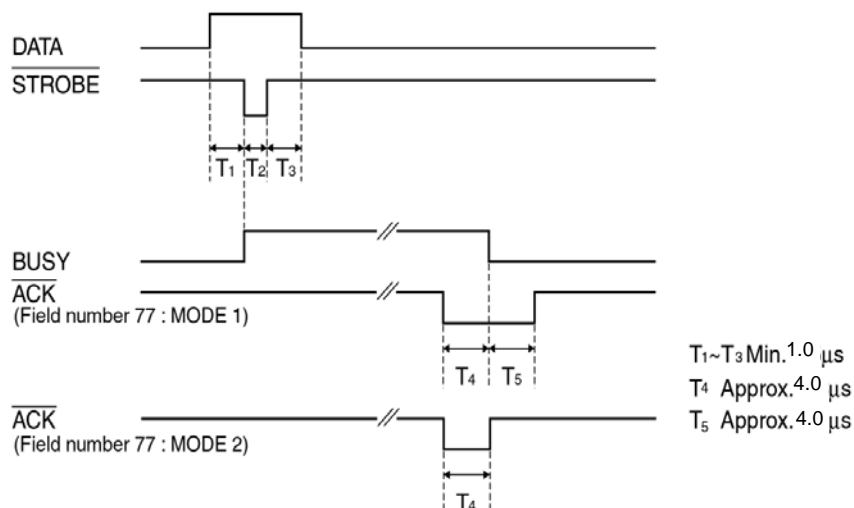 DATA
STROBE
T1 T2 T3
BUSY
ACK
(Field number 77 : MODE 1)
T4 T5
T1~T3 Min.1.0 µs
T4 Approx.4.0 µs
T5 Approx.4.0 µs
ACK
(Field number 77 : MODE 2)
T4